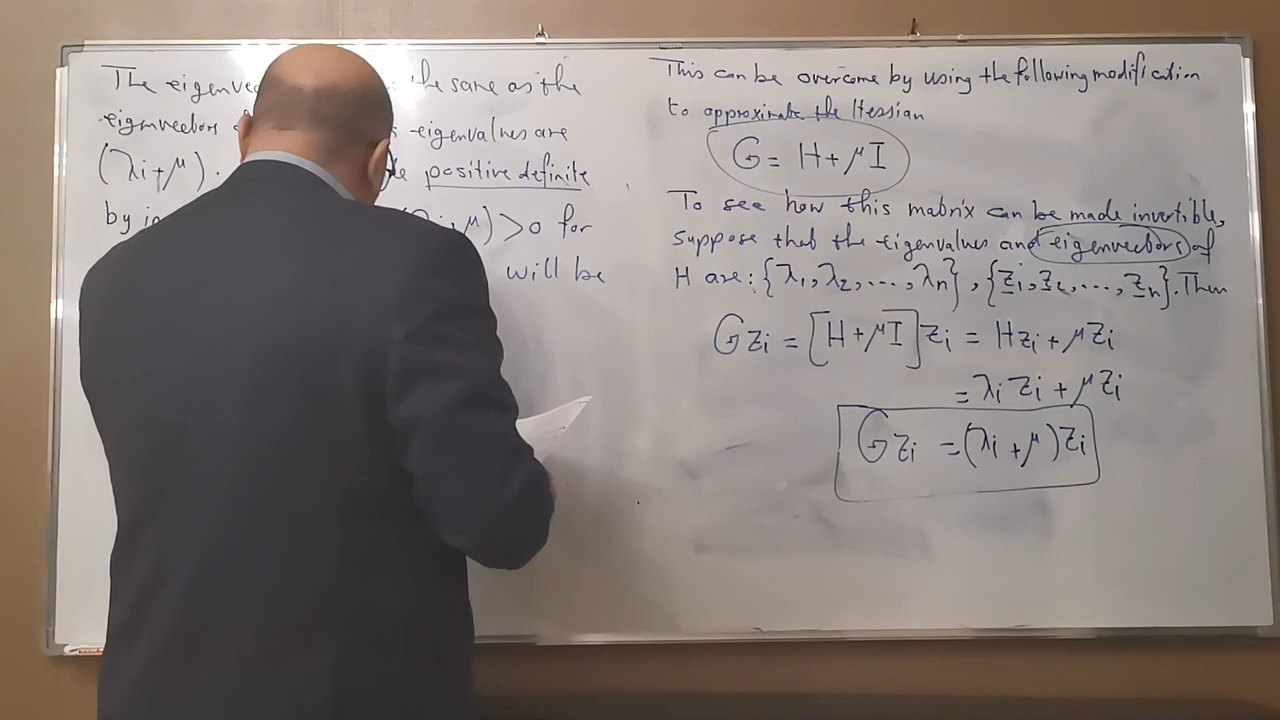 The the same as the
eigenvectors eigenvalues are
(λi+μ). positive definite
by μ) > 0 for
will be
This can be overcome by using the following modification
to approximate the Hessian
G = H + μI
To see how this matrix can be made invertible,
suppose that the eigenvalues and eigenvectors of
H are: {λ1, λ2, ..., λn}, {z1, z2, ..., zn}. Then
Gzi = [H+μI]zi = Hzi + μzi
= λizi + μzi
Gzi = (λi+μ)zi